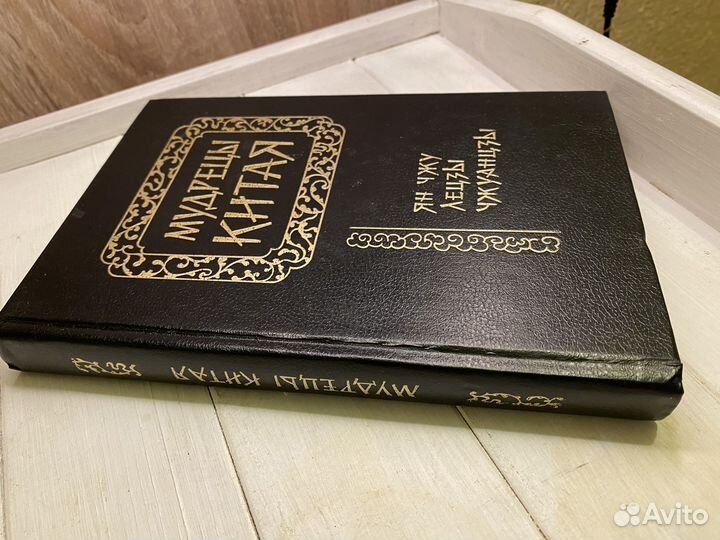 МУДРЕЦЫ
КИТАЯ
ЯН ЧЖУ
ЛЕЦЗЫ
ЧЖУАНЦЗЫ
МУДРЕЦЫ КИТАЯ
Avito